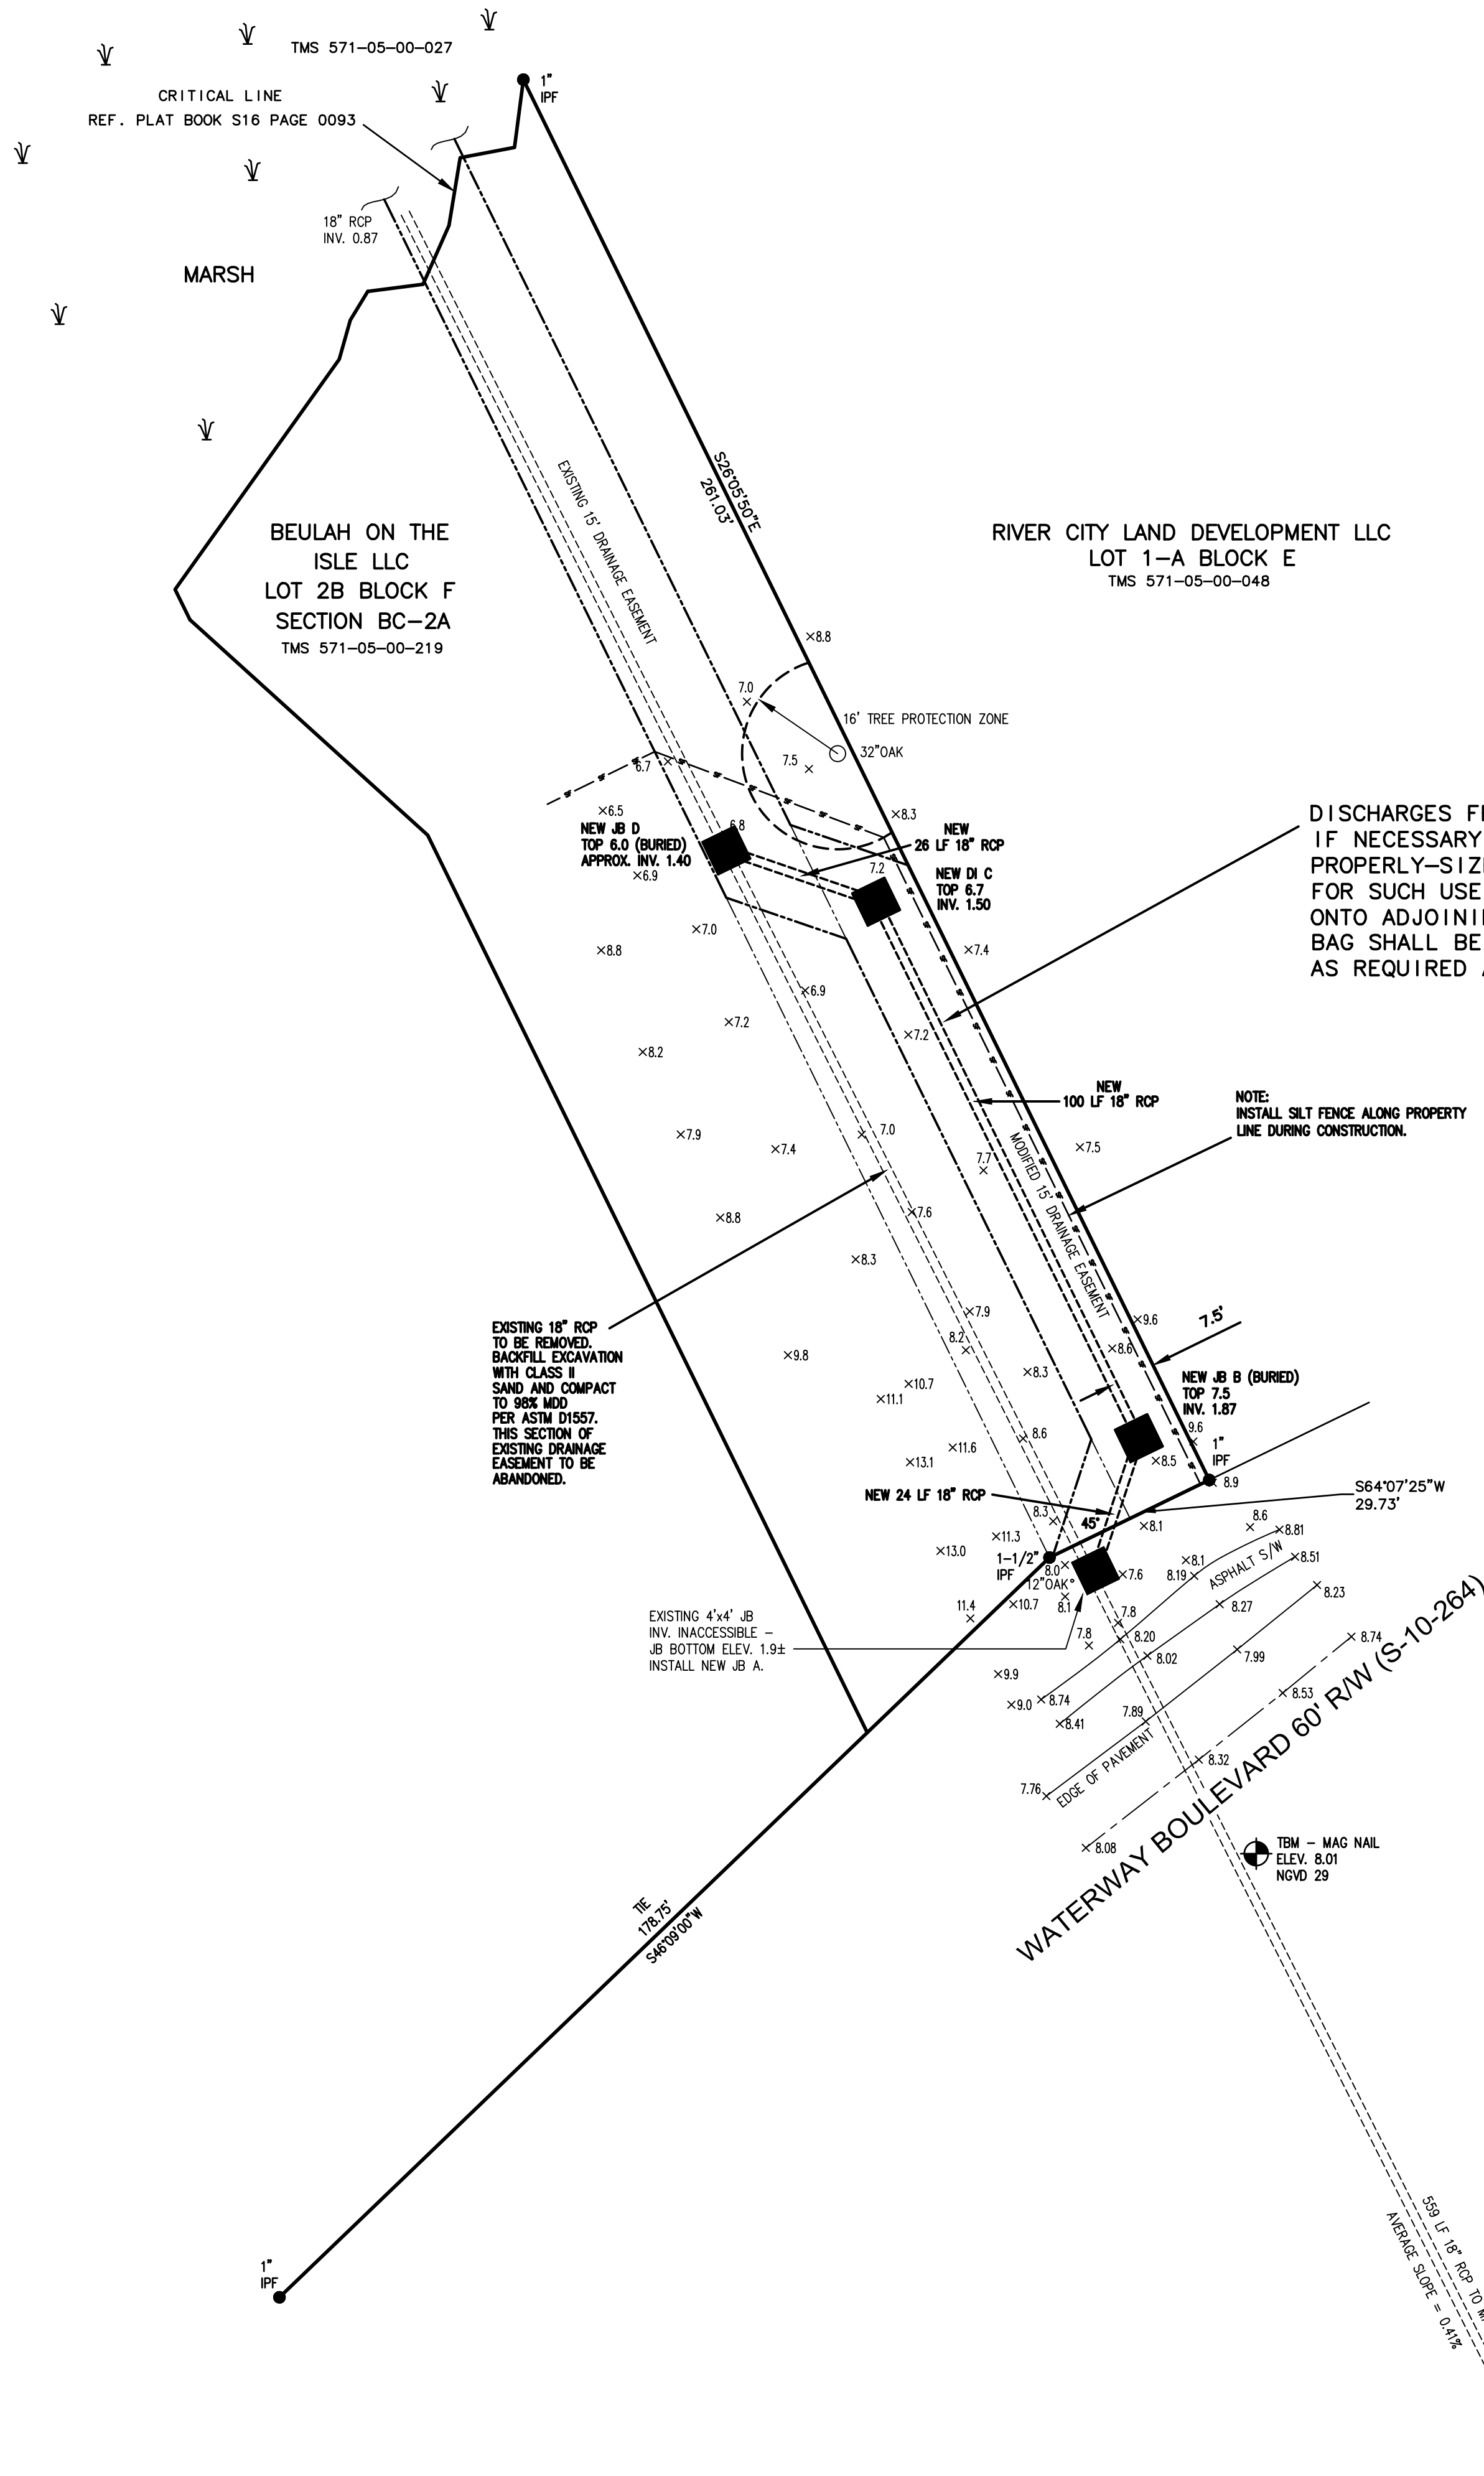 TMS 571-05-00-027
CRITICAL LINE
REF. PLAT BOOK S16 PAGE 0093
1"
IPF
18" RCP
INV. 0.87
MARSH
EXISTING 15' DRAINAGE EASEMENT
S26°05'50"E
261.03'
BEULAH ON THE
ISLE LLC
LOT 2B BLOCK F
SECTION BC-2A
TMS 571-05-00-219
RIVER CITY LAND DEVELOPMENT LLC
LOT 1-A BLOCK E
TMS 571-05-00-048
8.8
7.0
16' TREE PROTECTION ZONE
32"OAK
7.5
6.7
6.5
8.3
6.8
NEW JB D
TOP 6.0 (BURIED)
APPROX. INV. 1.40
NEW
26 LF 18" RCP
7.2
NEW DI C
TOP 6.7
INV. 1.50
6.9
7.0
8.8
7.4
6.9
7.2
7.2
8.2
DISCHARGES
IF NECESSARY
FOR SUCH USE
ONTO
BAG SHALL BE
AS REQUIRED
NEW
100 LF 18" RCP
NOTE:
INSTALL SILT FENCE ALONG PROPERTY
LINE DURING CONSTRUCTION.
7.9
7.0
7.4
7.5
7.7
MODIFIED 15' DRAINAGE EASEMENT
8.8
7.6
8.3
7.9
9.6
7.5'
8.2
8.6
EXISTING 18" RCP
TO BE REMOVED.
BACKFILL EXCAVATION
WITH CLASS II
SAND AND COMPACT
TO 98% MDD
PER ASTM D1557.
THIS SECTION OF
EXISTING DRAINAGE
EASEMENT TO BE
ABANDONED.
9.8
8.3
10.7
11.1
NEW JB B (BURIED)
TOP 7.5
INV. 1.87
9.6
1"
IPF
8.6
11.6
13.1
8.5
8.9
NEW 24 LF 18" RCP
S64°07'25"W
29.73'
8.3
45°
8.1
8.6
8.81
11.3
13.0
1-1/2"
IPF
8.0
12"OAK
8.1
7.6
8.1
8.19
ASPHALT S/W
8.51
8.23
11.4
10.7
7.8
8.27
EXISTING 4'x4' JB
INV. INACCESSIBLE -
JB BOTTOM ELEV. 1.9±
INSTALL NEW JB A.
7.8
8.20
8.02
7.99
8.74
9.9
9.0
8.74
8.41
7.89
8.53
8.32
7.76
EDGE OF PAVEMENT
8.08
WATERWAY BOULEVARD 60' R/W (S-10-264)
TBM - MAG NAIL
ELEV. 8.01
NGVD 29
TIE
178.75'
S46°09'00"W
1"
IPF
559 LF 18" RCP TO
AVERAGE SLOPE = 0.41%